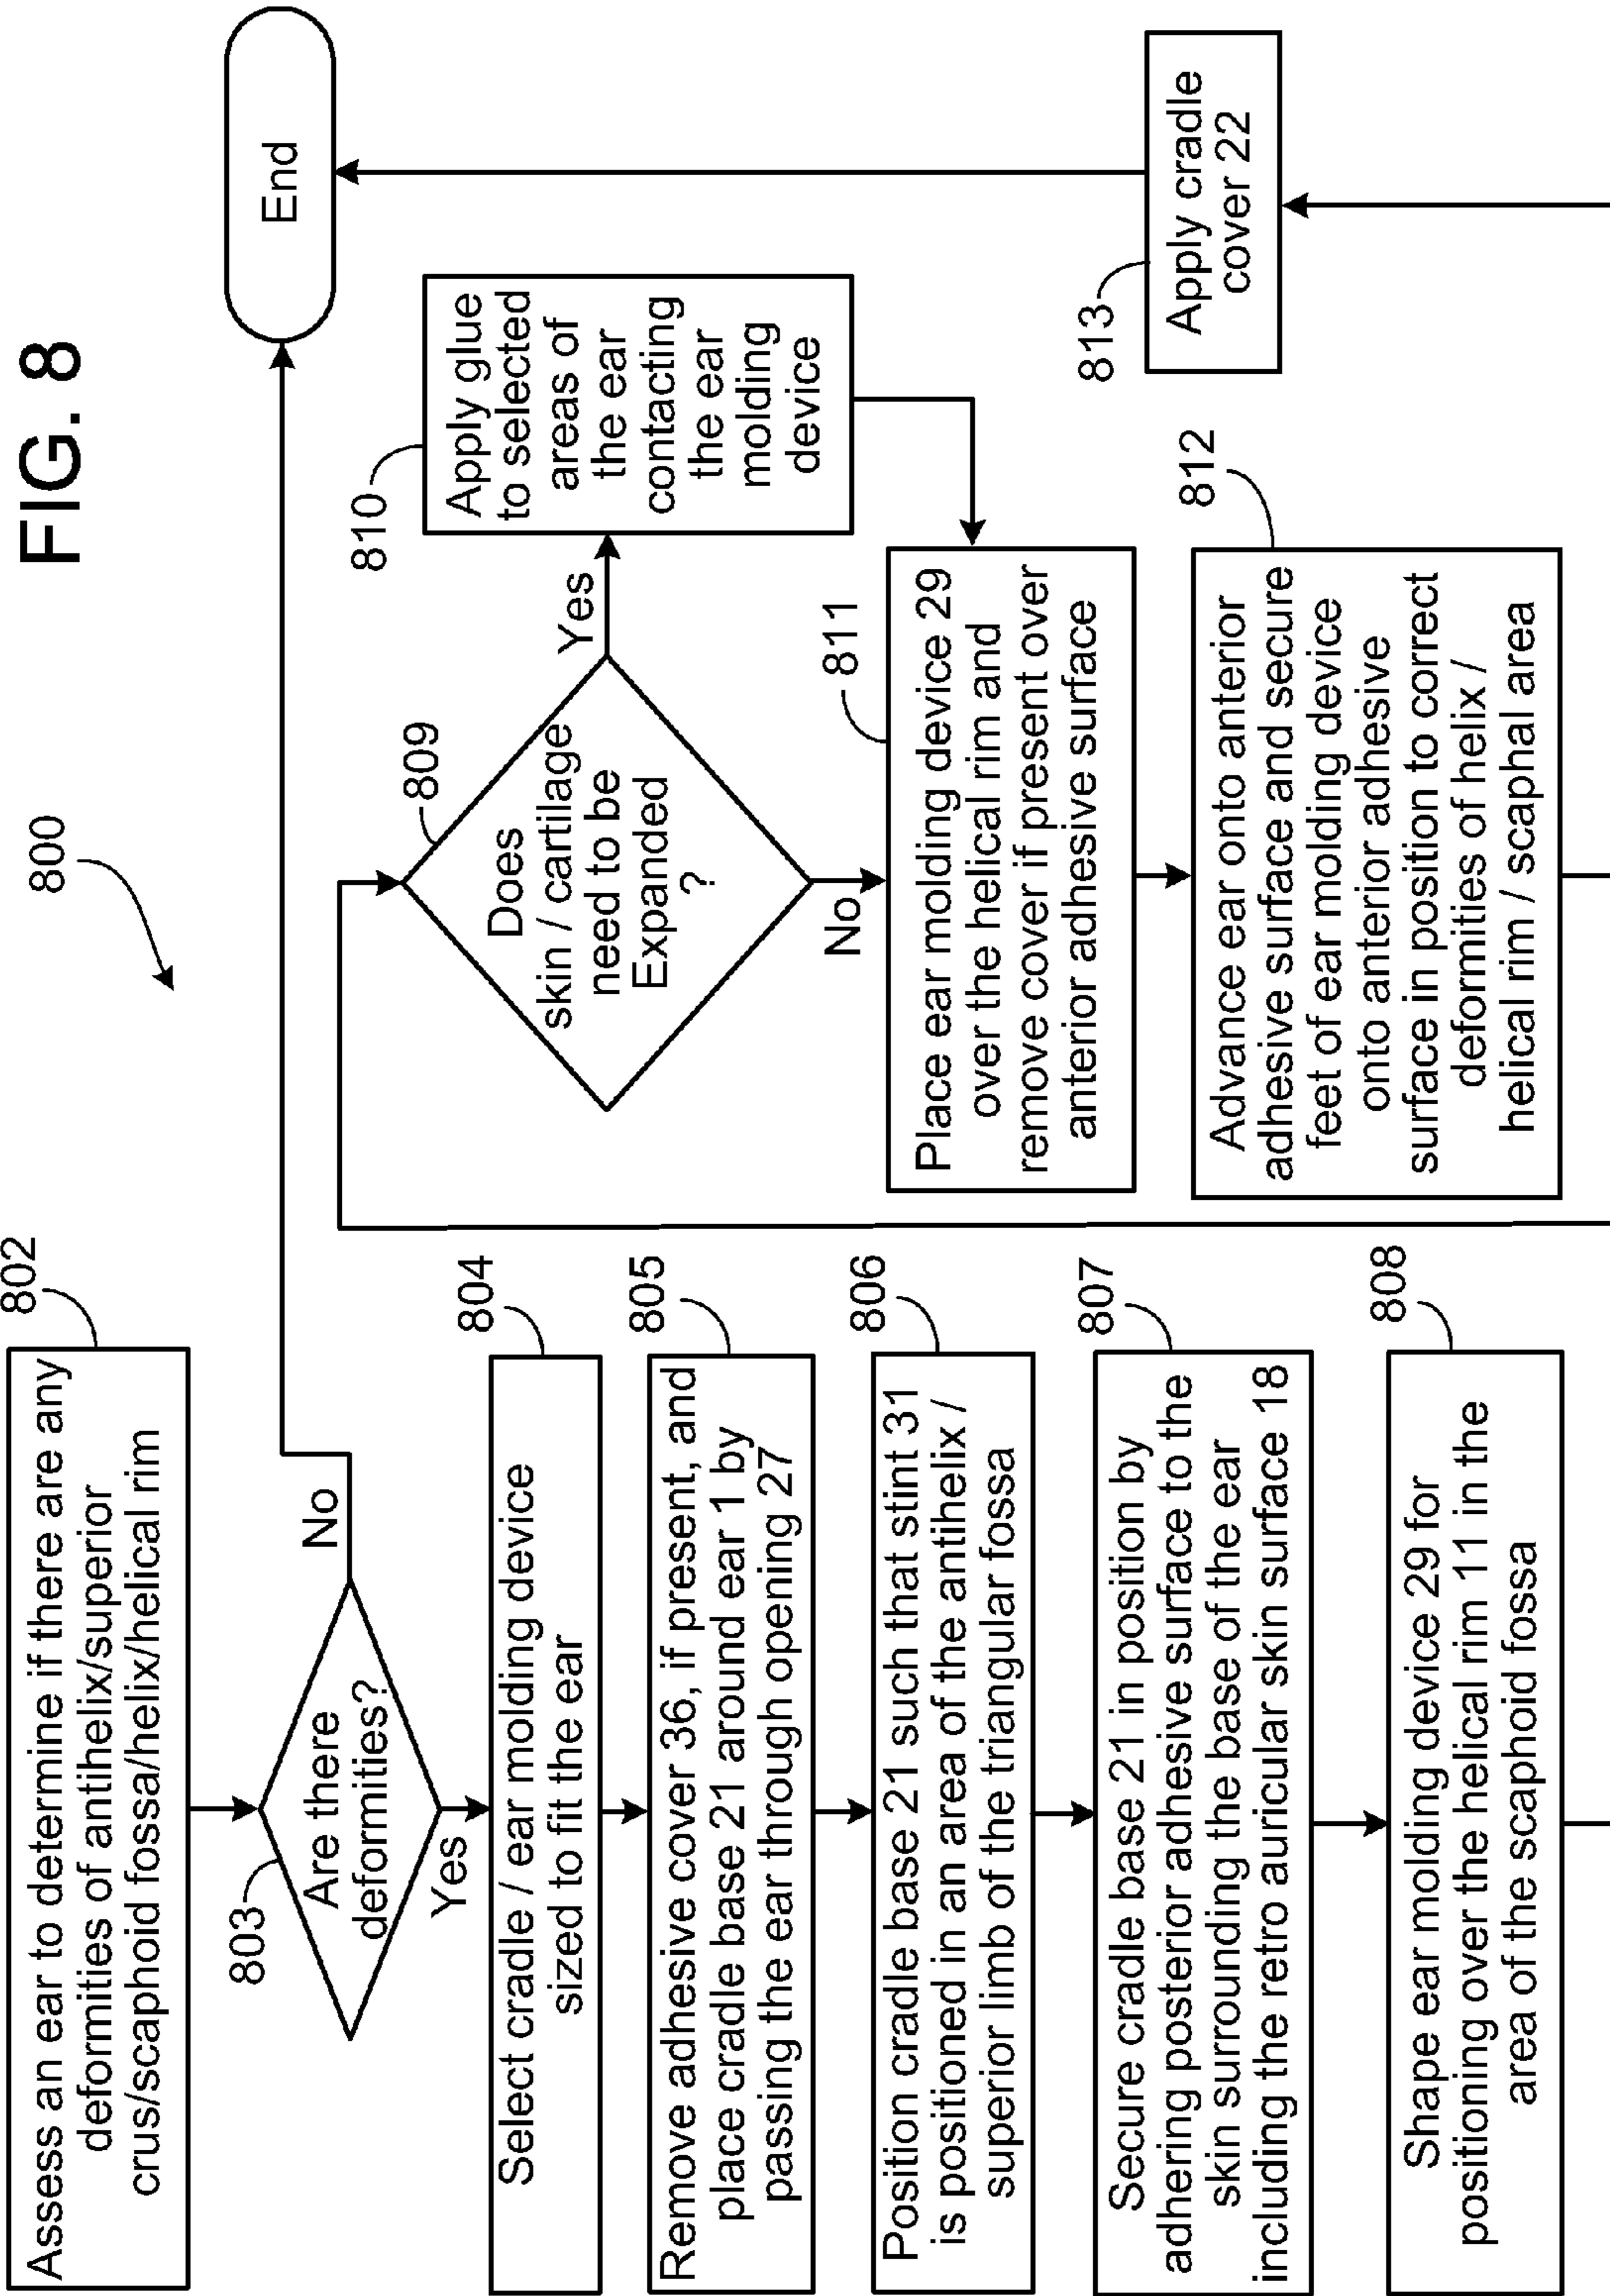 FIG. 8
800
802
Assess an ear to determine if there are any
deformities of antihelix/superior
crus/scaphoid fossa/helix/helical rim
803
Are there
deformities?
No
Yes
End
804
Select cradle / ear molding device
sized to fit the ear
805
Remove adhesive cover 36, if present, and
place cradle base 21 around ear 1 by
passing the ear through opening 27
806
Position cradle base 21 such that stint 31
is positioned in an area of the antihelix /
superior limb of the triangular fossa
807
Secure cradle base 21 in position by
adhering posterior adhesive surface to the
skin surrounding the base of the ear
including the retro auricular skin surface 18
808
Shape ear molding device 29 for
positioning over the helical rim 11 in the
area of the scaphoid fossa
809
Does
skin / cartilage
need to be
Expanded
?
Yes
No
810
Apply glue
to selected
areas of
the ear
contacting
the ear
molding
device
811
Place ear molding device 29
over the helical rim and
remove cover if present over
anterior adhesive surface
812
Advance ear onto anterior
adhesive surface and secure
feet of ear molding device
onto anterior adhesive
surface in position to correct
deformities of helix /
helical rim / scaphal area
813
Apply cradle
cover 22